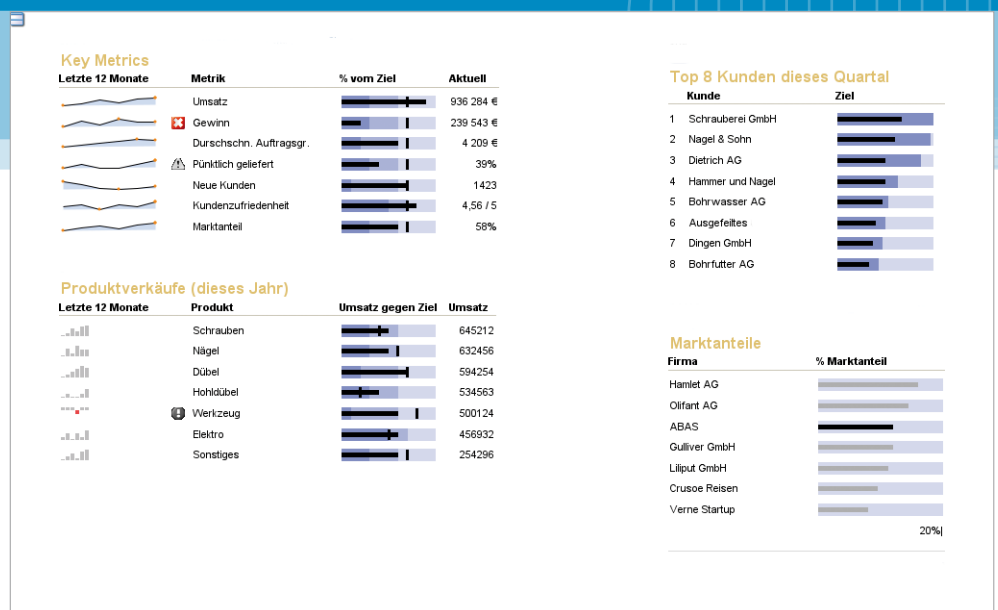 Key Metrics
Letzte 12 Monate Metrik % vom Ziel Aktuell
Umsatz 936 284 €
Gewinn 239 543 €
Durschschn. Auftragsgr. 4 209 €
Pünktlich geliefert 39%
Neue Kunden 1423
Kundenzufriedenheit 4,56 / 5
Marktanteil 58%
Produktverkäufe (dieses Jahr)
Letzte 12 Monate Produkt Umsatz gegen Ziel Umsatz
Schrauben 645212
Nägel 632456
Dübel 594254
Hohldübel 534563
Werkzeug 500124
Elektro 456932
Sonstiges 254296
Top 8 Kunden dieses Quartal
Kunde Ziel
1 Schrauberei GmbH
2 Nagel & Sohn
3 Dietrich AG
4 Hammer und Nagel
5 Bohrwasser AG
6 Ausgefeiltes
7 Dingen GmbH
8 Bohrfutter AG
Marktanteile
Firma % Marktanteil
Hamlet AG
Olifant AG
ABAS
Gulliver GmbH
Liliput GmbH
Crusoe Reisen
Verne Startup
20%|